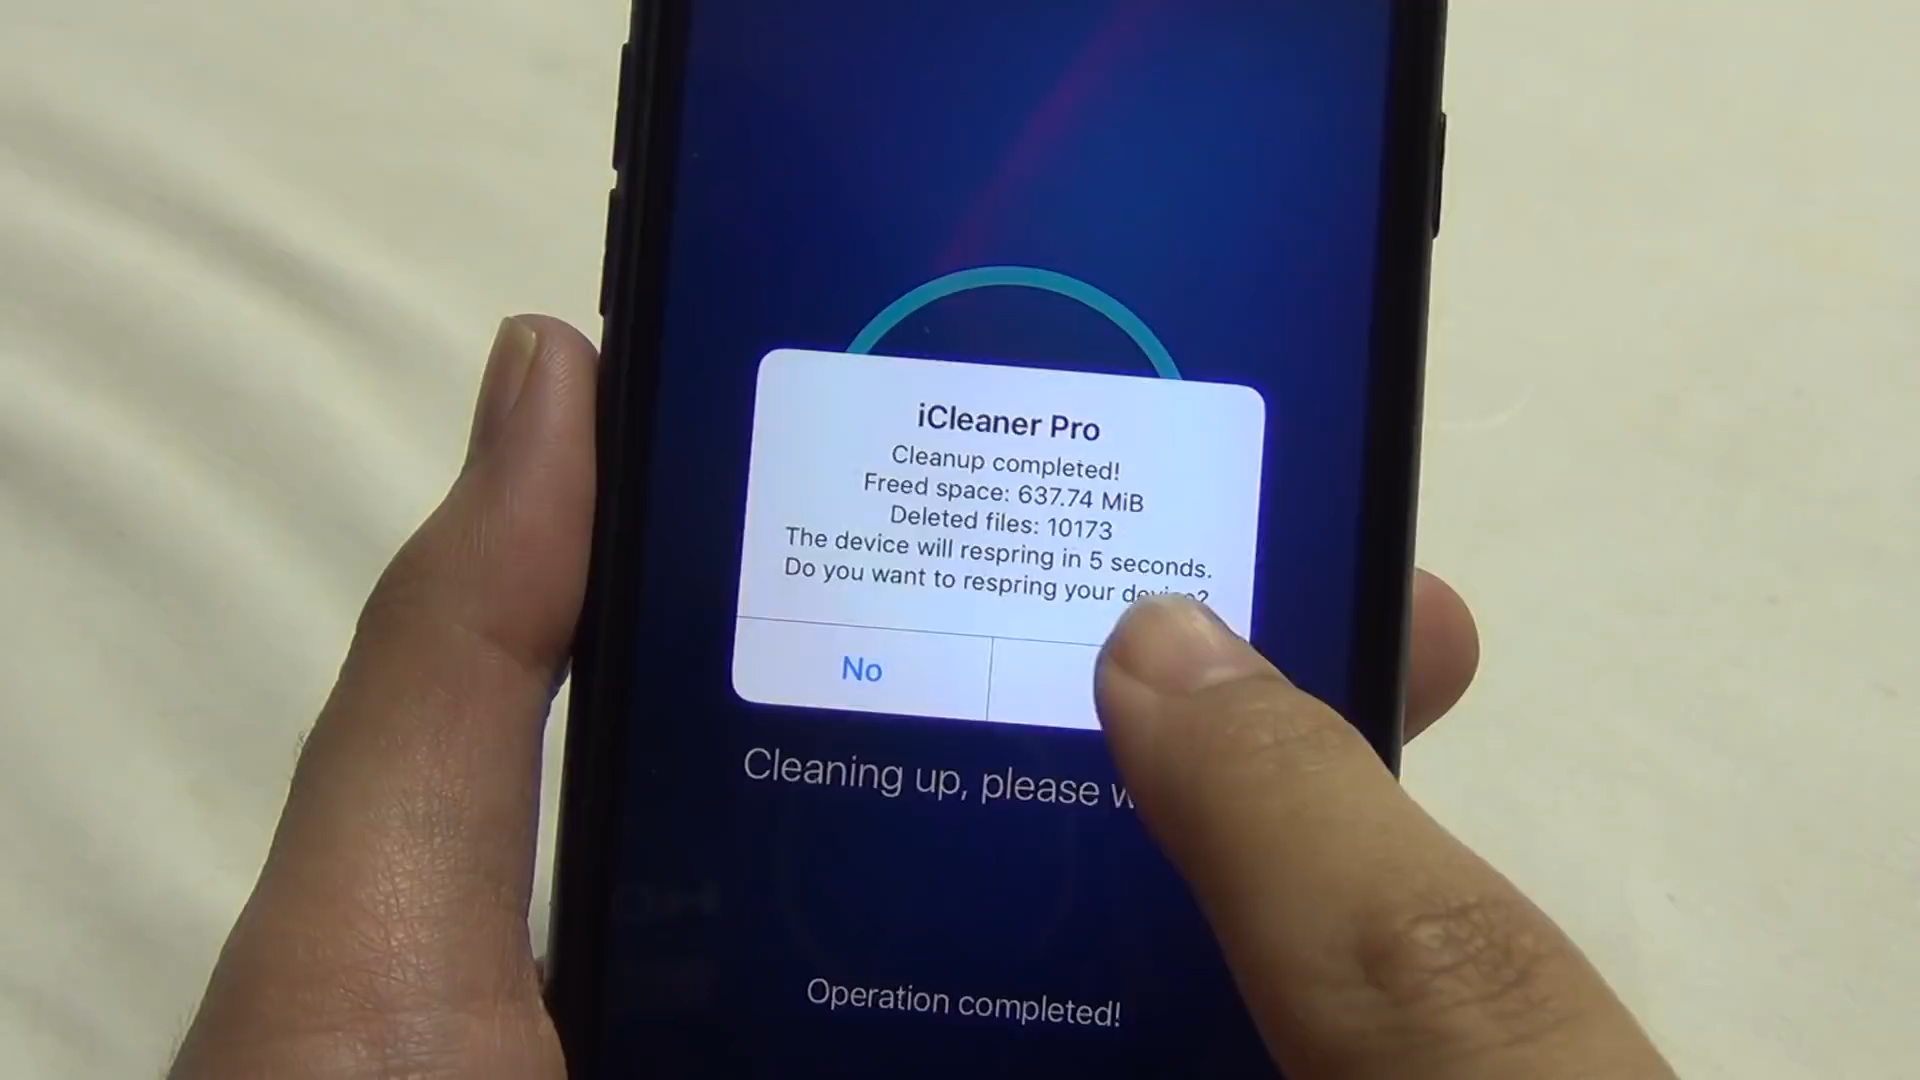 iCleaner Pro
Cleanup completed!
Freed space: 637.74 MiB
Deleted files: 10173
The device will respring in 5 seconds.
Do you want to respring your device?
No
Cleaning up, please
Operation completed!